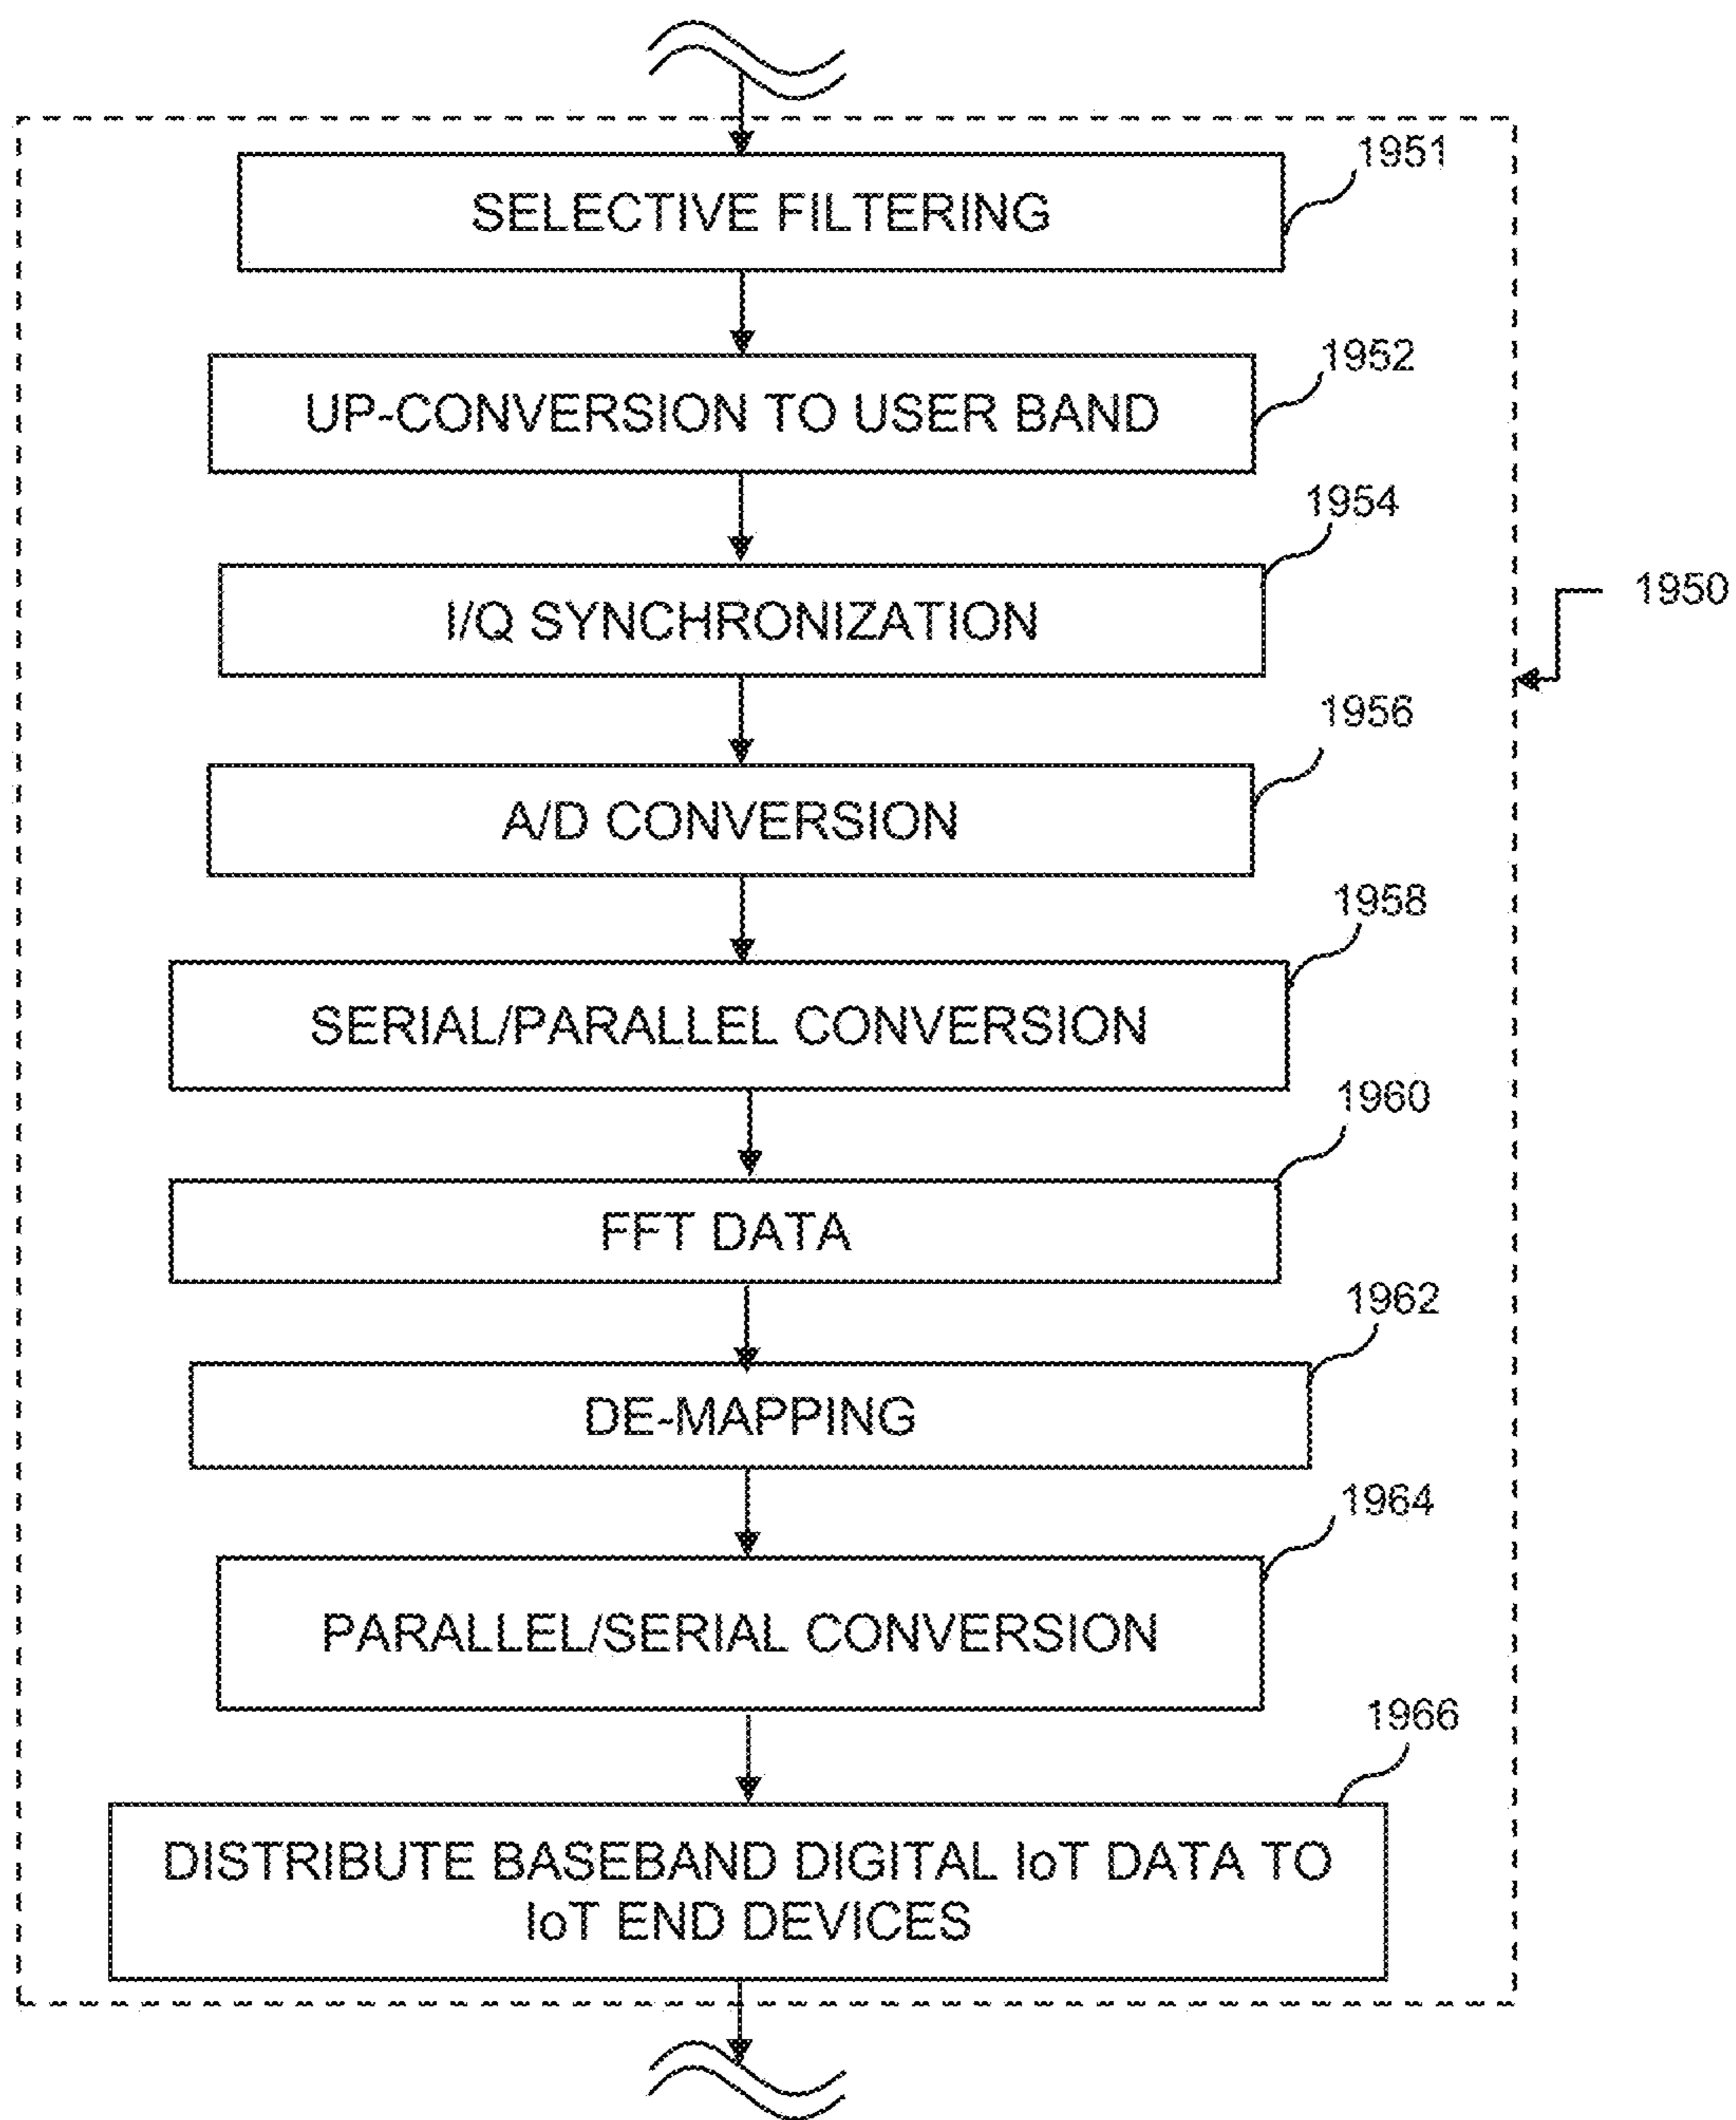 1951
SELECTIVE FILTERING
1952
UP-CONVERSION TO USER BAND
1954
I/Q SYNCHRONIZATION
1950
1956
A/D CONVERSION
1958
SERIAL/PARALLEL CONVERSION
1960
FFT DATA
1962
DE-MAPPING
1964
PARALLEL/SERIAL CONVERSION
1966
DISTRIBUTE BASEBAND DIGITAL IoT DATA TO
IoT END DEVICES